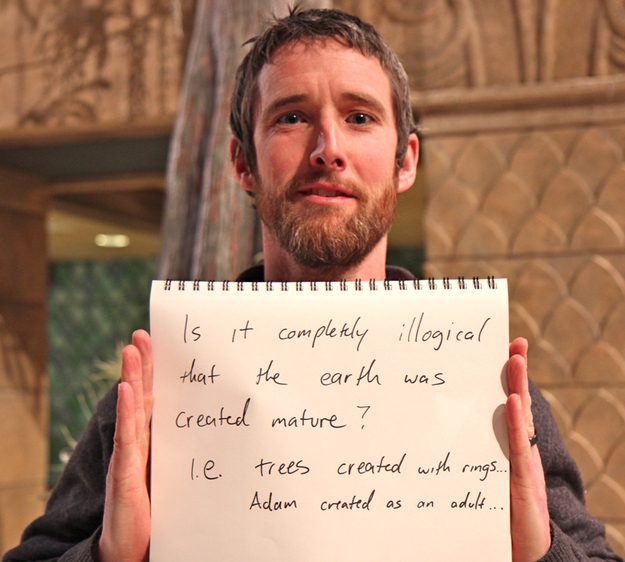 Is it completely illogical
that the earth was
created mature?
I.e. trees created with rings...
Adam created as an adult...